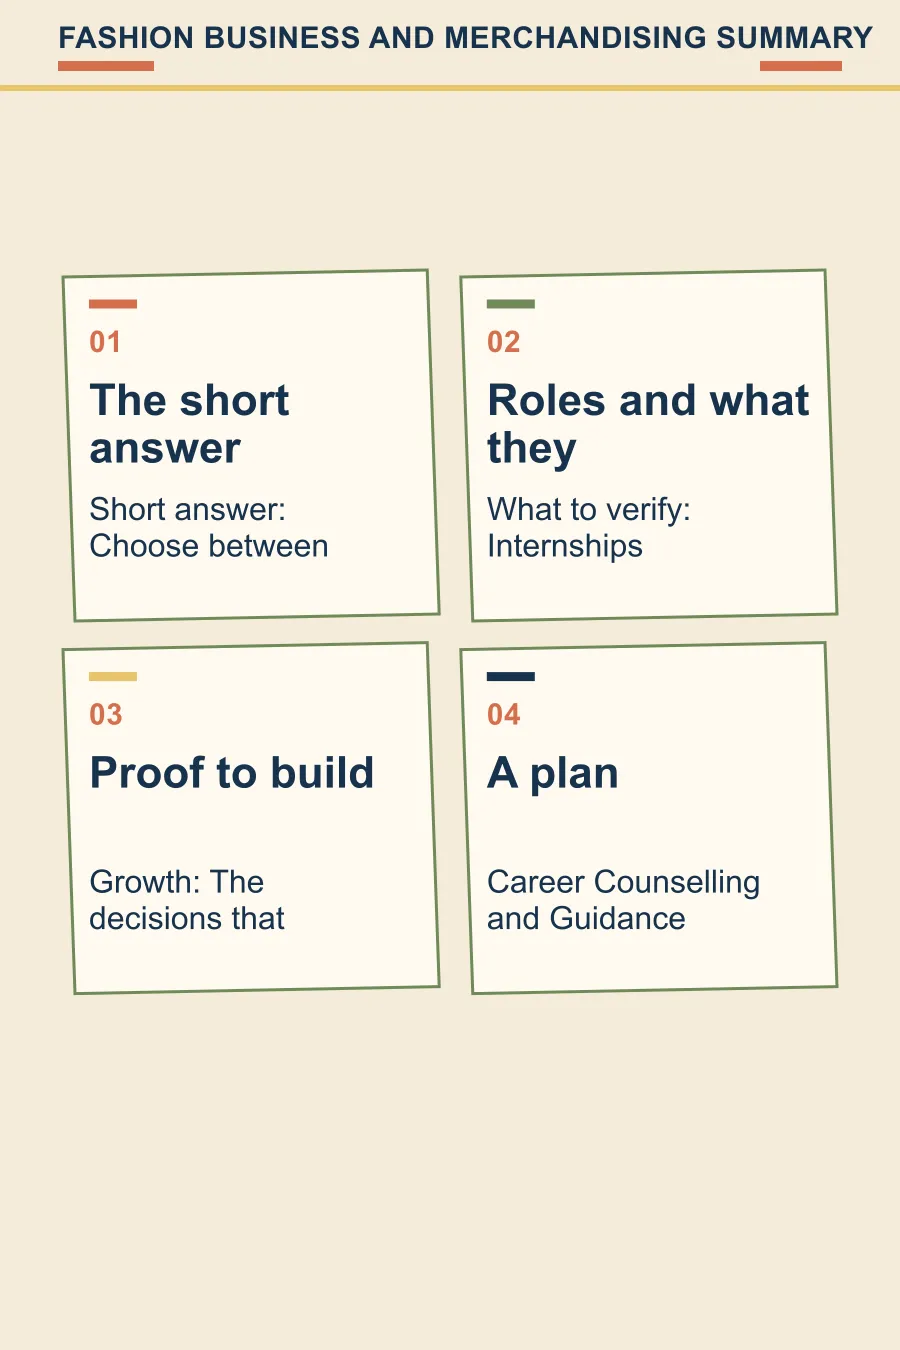 FASHION BUSINESS AND MERCHANDISING SUMMARY
01
The short
answer
Short answer:
Choose between
02
Roles and what
they
What to verify:
Internships
03
Proof to build
Growth: The
decisions that
04
A plan
Career Counselling
and Guidance